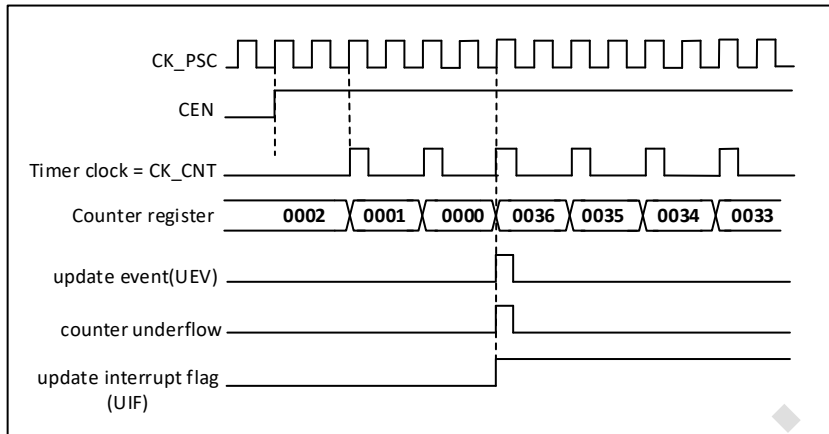 CK_PSC
CEN
Timer clock = CK_CNT
Counter register 0002 0001 0000 0036 0035 0034 0033
update event(UEV)
counter underflow
update interrupt flag
(UIF)